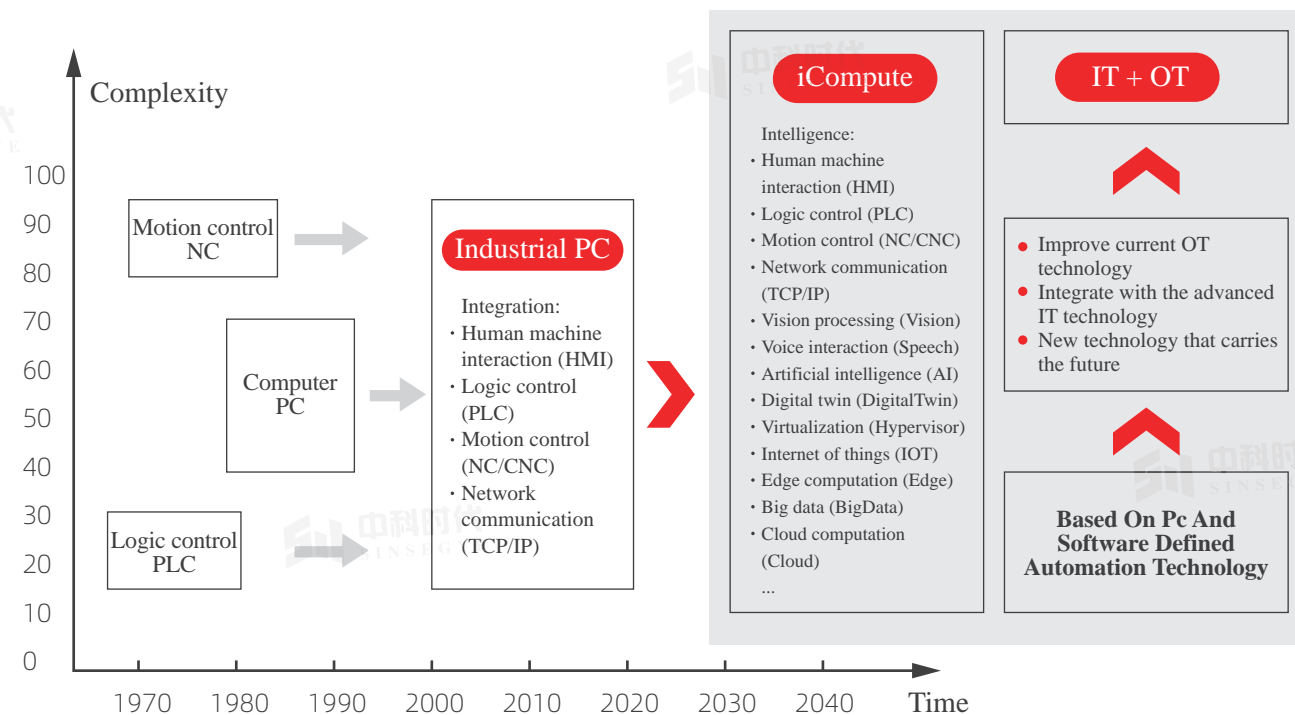 Complexity
100
90
80
70
60
50
40
30
20
10
0
Motion control
NC
Computer
PC
Logic control
PLC
Industrial PC
Integration:
· Human machine
interaction (HMI)
· Logic control
(PLC)
· Motion control
(NC/CNC)
· Network
communication
(TCP/IP)
iCompute
Intelligence:
· Human machine
interaction (HMI)
· Logic control (PLC)
· Motion control (NC/CNC)
· Network communication
(TCP/IP)
· Vision processing (Vision)
· Voice interaction (Speech)
· Artificial intelligence (AI)
· Digital twin (DigitalTwin)
· Virtualization (Hypervisor)
· Internet of things (IOT)
· Edge computation (Edge)
· Big data (BigData)
· Cloud computation
(Cloud)
...
IT + OT
• Improve current OT
technology
• Integrate with the advanced
IT technology
• New technology that carries
the future
Based On Pc And
Software Defined
Automation Technology
1970 1980 1990 2000 2010 2020 2030 2040
Time
中科时代